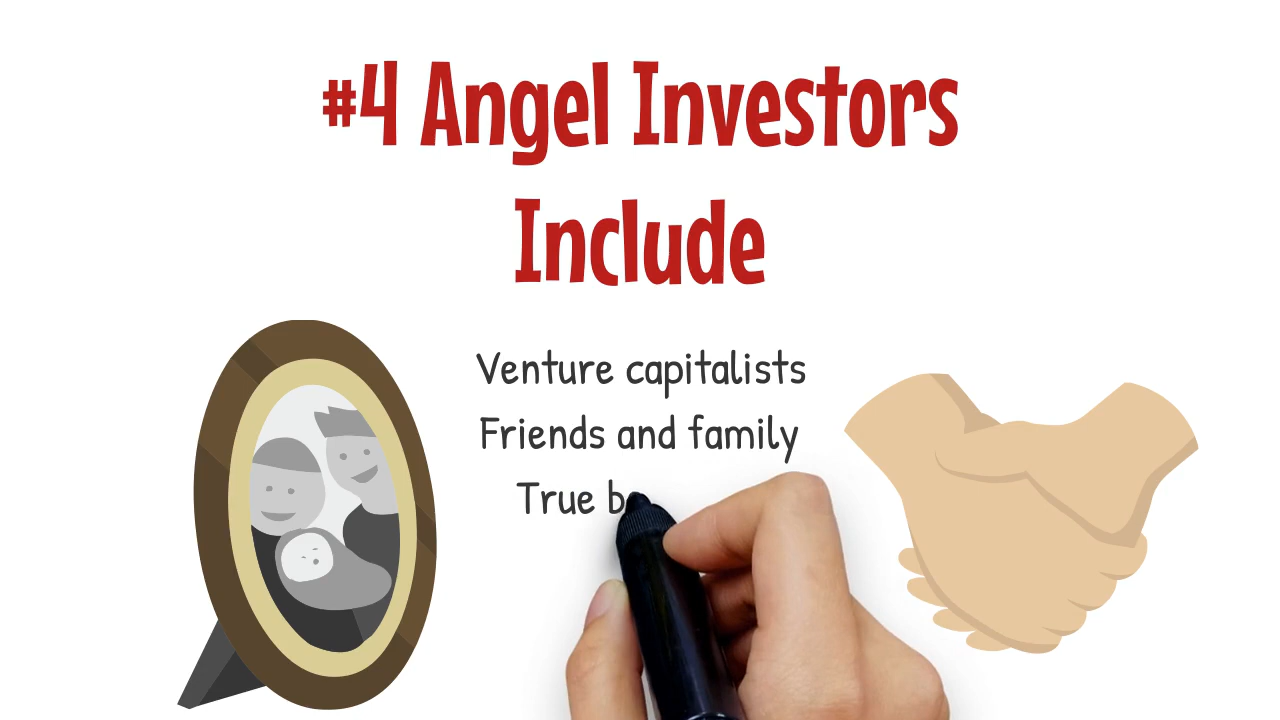 #4 Angel Investors
Include
Venture capitalists
Friends and family
True